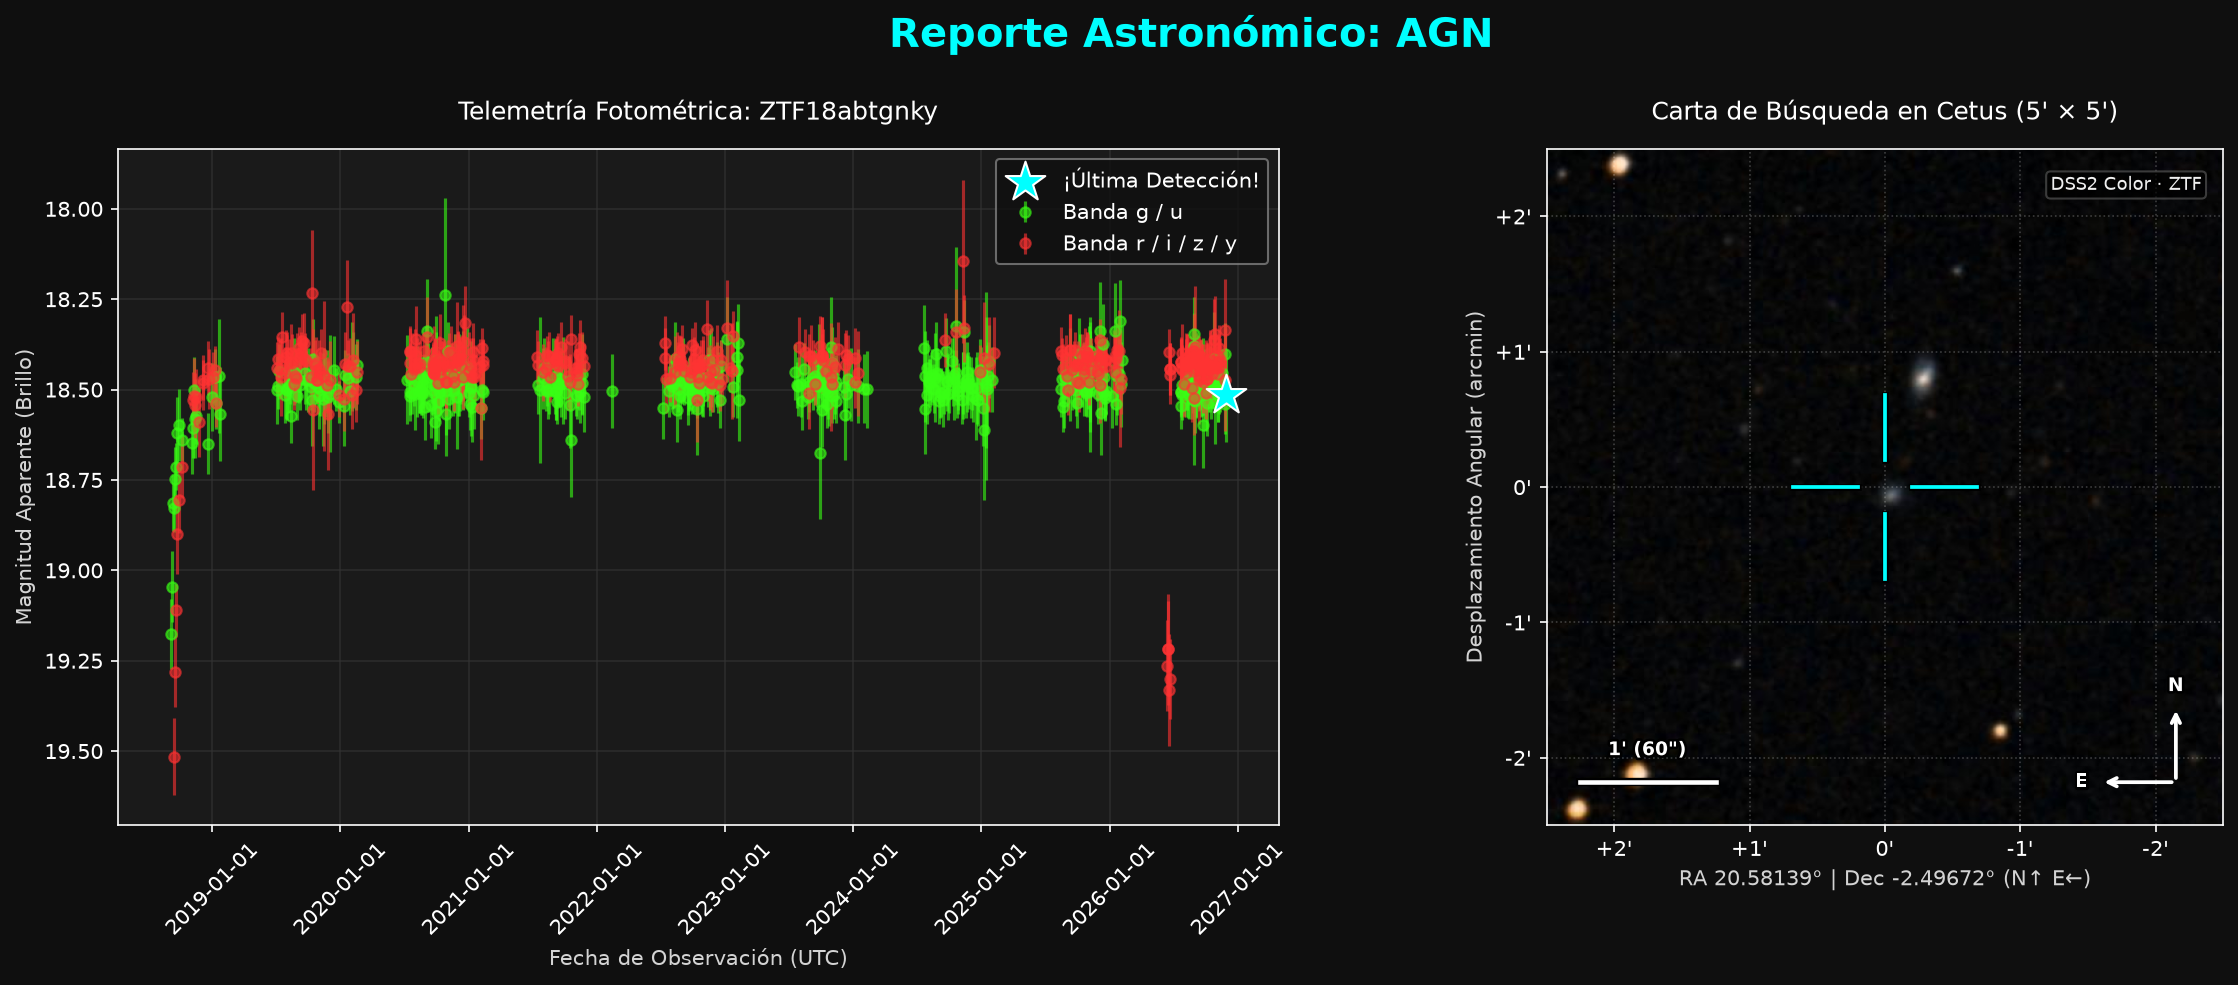 Reporte Astronómico: AGN
Telemetría Fotométrica: ZTF18abtgnky
Magnitud Aparente (Brillo)
18.00
18.25
18.50
18.75
19.00
19.25
19.50
¡Última Detección!
Banda g / u
Banda r / i / z / y
2019-01-01
2020-01-01
2021-01-01
2022-01-01
2023-01-01
2024-01-01
2025-01-01
2026-01-01
2027-01-01
Fecha de Observación (UTC)
Carta de Búsqueda en Cetus (5' × 5')
Desplazamiento Angular (arcmin)
+2'
+1'
0'
-1'
-2'
DSS2 Color · ZTF
N
E
1' (60")
+2'
+1'
0'
-1'
-2'
RA 20.58139° | Dec -2.49672° (N↑ E←)